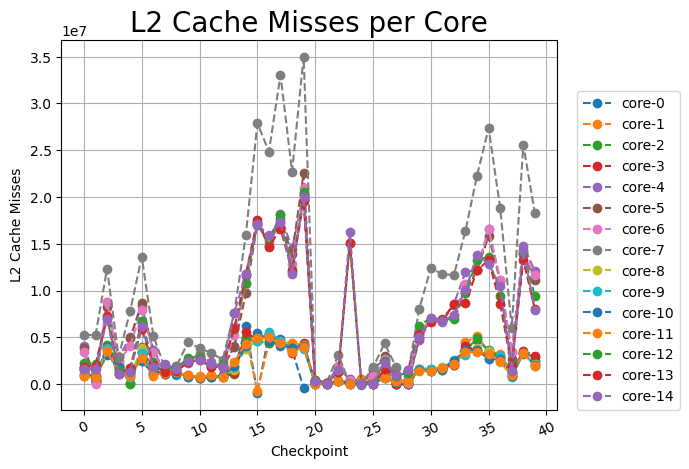 L2 Cache Misses per Core
1e7
3.5
3.0
2.5
2.0
1.5
1.0
0.5
0.0
L2 Cache Misses
0
5
10
15
20
25
30
35
40
Checkpoint
core-0
core-1
core-2
core-3
core-4
core-5
core-6
core-7
core-8
core-9
core-10
core-11
core-12
core-13
core-14